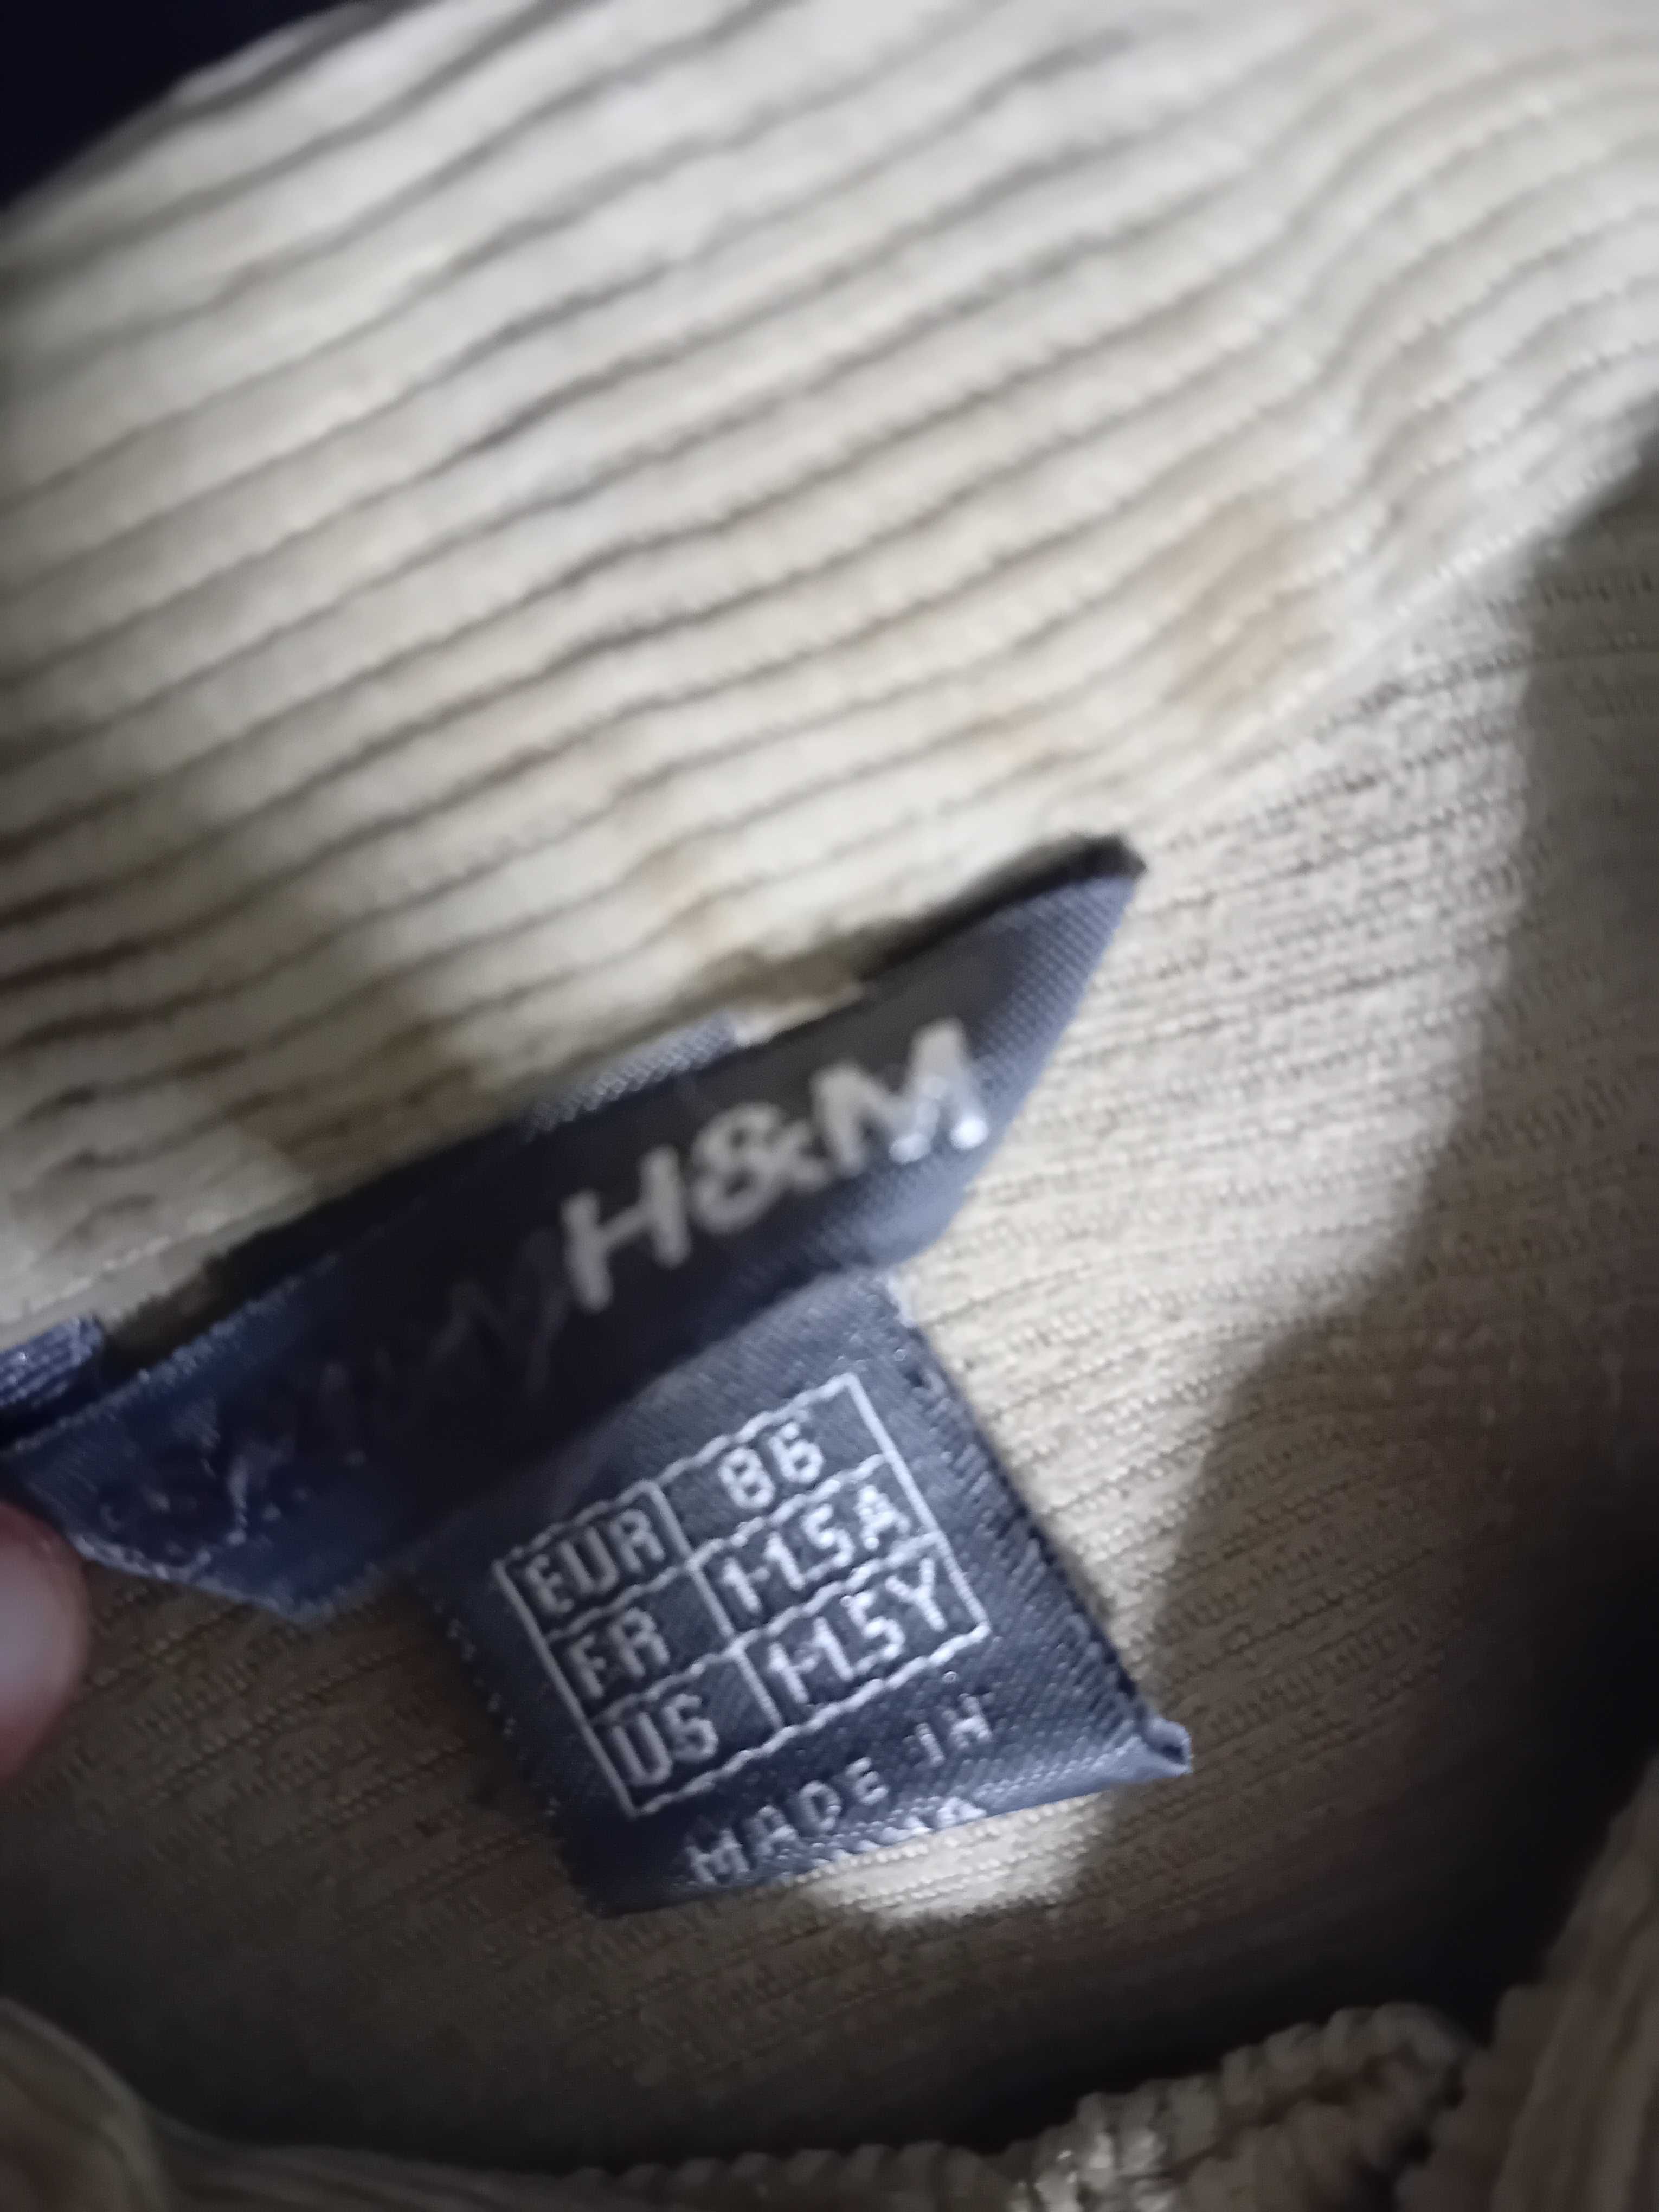 H&M
EUR 86
FR 1-1.5A
US 1-1.5Y
MADE IN